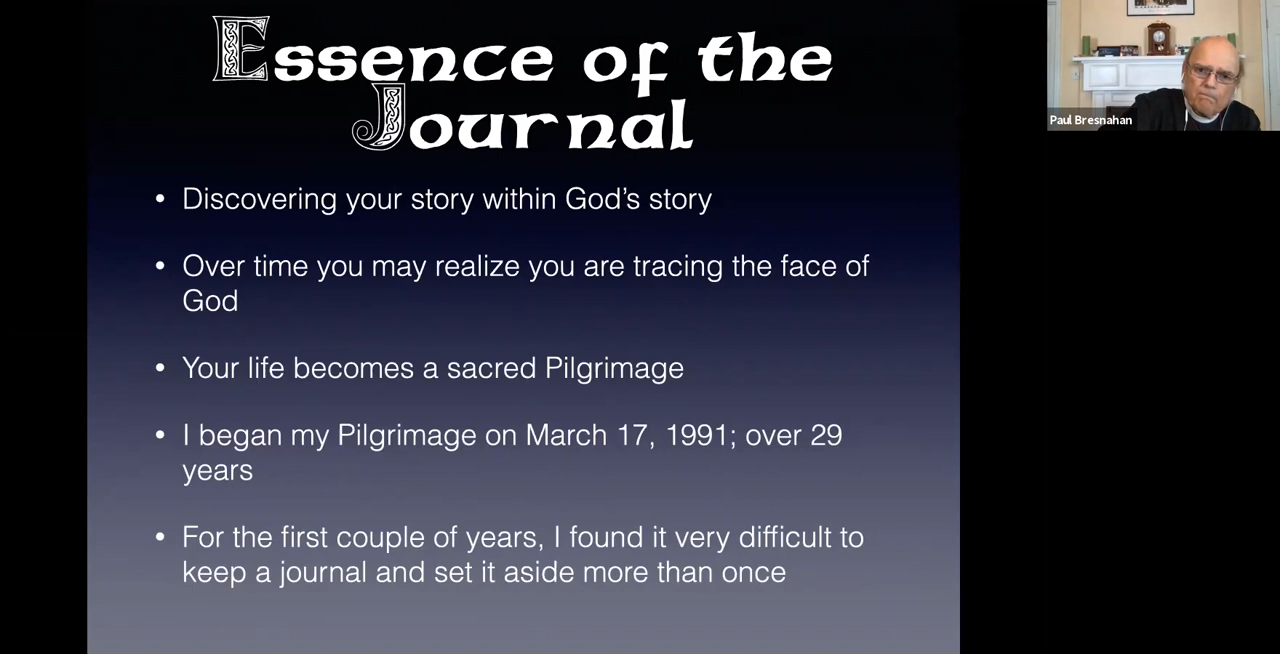 Essence of the
Journal
• Discovering your story within God's story
• Over time you may realize you are tracing the face of
God
• Your life becomes a sacred Pilgrimage
• I began my Pilgrimage on March 17, 1991; over 29
years
• For the first couple of years, I found it very difficult to
keep a journal and set it aside more than once
Paul Bresnahan